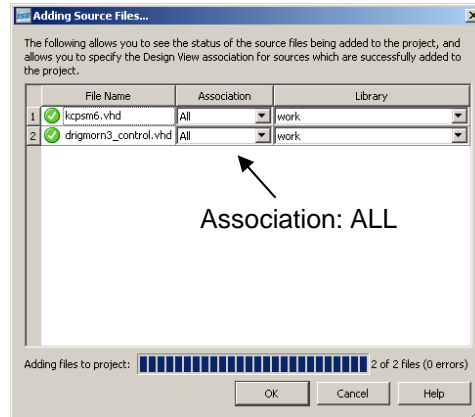 Adding Source Files...
The following allows you to see the status of the source files being added to the project, and
allows you to specify the Design View association for sources which are successfully added to
the project.
File Name Association Library
1 kcpsm6.vhd All work
2 drigmorn3_control.vhd All work
Association: ALL
Adding files to project: 2 of 2 files (0 errors)
OK Cancel Help